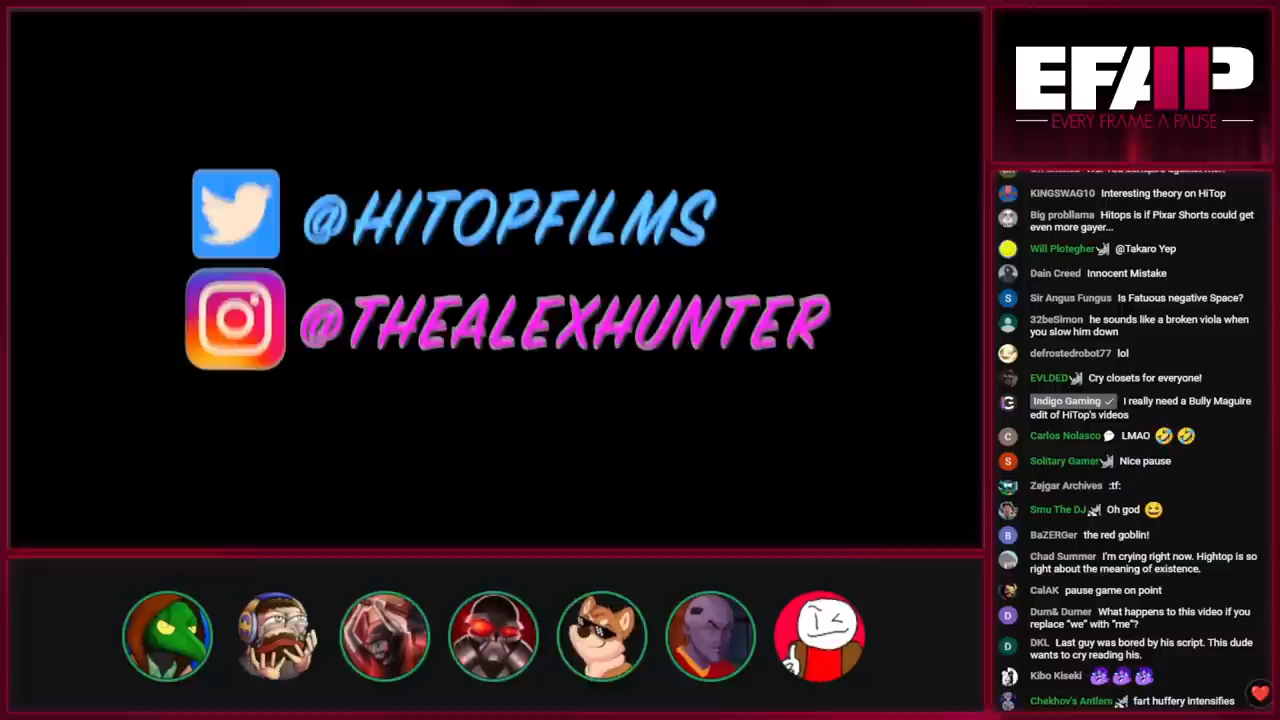 @HITOPFILMS
@THEALEXHUNTER
EFAP
EVERY FRAME A PAUSE
KINGSWAG10 Interesting theory on HiTop
Big probllama Hitops is if Pixar Shorts could get
even more gayer...
Will Plotegher @Takaro Yep
Dain Creed Innocent Mistake
S
Sir Angus Fungus Is Fatuous negative Space?
32beSimon he sounds like a broken viola when
you slow him down
defrostedrobot77 lol
EVLDED Cry closets for everyone!
Indigo Gaming ✓ I really need a Bully Maguire
edit of HiTop's videos
C
Carlos Nolasco LMAO 🤣 🤣
S
Solitary Gamer Nice pause
Zejgar Archives :tf:
Smu The DJ Oh god 😆
B
BaZERGer the red goblin!
Chad Summer I'm crying right now. Hightop is so
right about the meaning of existence.
CalAK pause game on point
D
Dum& Dumer What happens to this video if you
replace "we" with "me"?
D
DKL Last guy was bored by his script. This dude
wants to cry reading his.
Kibo Kiseki
Chekhov's Antlers fart huffery intensifies